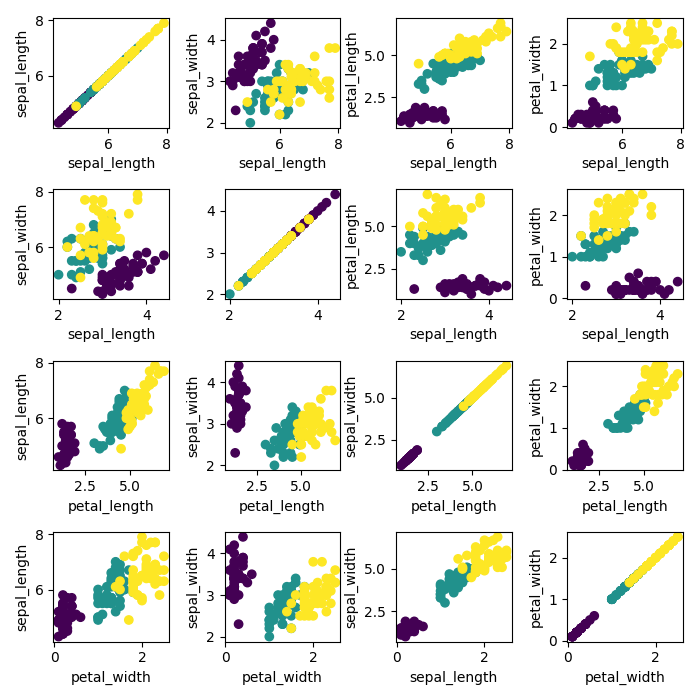 8
6
sepal_length
6 8
sepal_length
4
3
2
sepal_width
6 8
sepal_length
5.0
2.5
petal_length
6 8
sepal_length
2
1
0
petal_width
6 8
sepal_length
8
6
sepal_width
2 4
sepal_length
4
3
2
2 4
5.0
2.5
petal_length
2 4
sepal_length
2
1
0
petal_width
2 4
sepal_length
8
6
sepal_length
2.5 5.0
petal_length
4
3
2
sepal_width
2.5 5.0
petal_length
5.0
2.5
sepal_width
2.5 5.0
petal_length
2
1
0
petal_width
2.5 5.0
petal_length
8
6
sepal_length
0 2
petal_width
4
3
2
sepal_width
0 2
petal_width
5.0
2.5
sepal_width
0 2
sepal_length
2
1
0
petal_width
0 2
petal_width